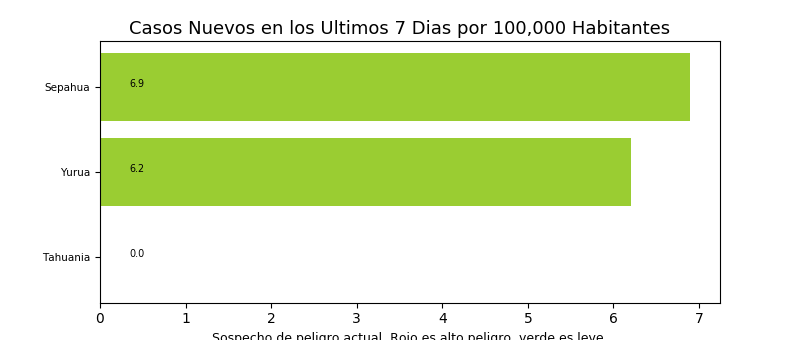 Casos Nuevos en los Ultimos 7 Dias por 100,000 Habitantes
Sepahua
6.9
Yurua
6.2
Tahuania
0.0
0 1 2 3 4 5 6 7
Sospecho de peligro actual. Rojo es alto peligro, verde es leve